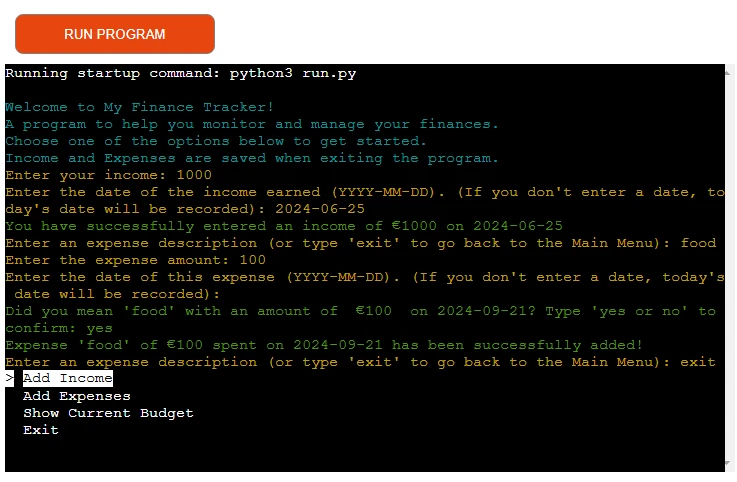 RUN PROGRAM
Running startup command: python3 run.py
Welcome to My Finance Tracker!
A program to help you monitor and manage your finances.
Choose one of the options below to get started.
Income and Expenses are saved when exiting the program.
Enter your income: 1000
Enter the date of the income earned (YYYY-MM-DD). (If you don't enter a date, to
day's date will be recorded): 2024-06-25
You have successfully entered an income of €1000 on 2024-06-25
Enter an expense description (or type 'exit' to go back to the Main Menu): food
Enter the expense amount: 100
Enter the date of this expense (YYYY-MM-DD). (If you don't enter a date, today's
 date will be recorded):
Did you mean 'food' with an amount of  €100  on 2024-09-21? Type 'yes or no' to
confirm: yes
Expense 'food' of €100 spent on 2024-09-21 has been successfully added!
Enter an expense description (or type 'exit' to go back to the Main Menu): exit
> Add Income
  Add Expenses
  Show Current Budget
  Exit